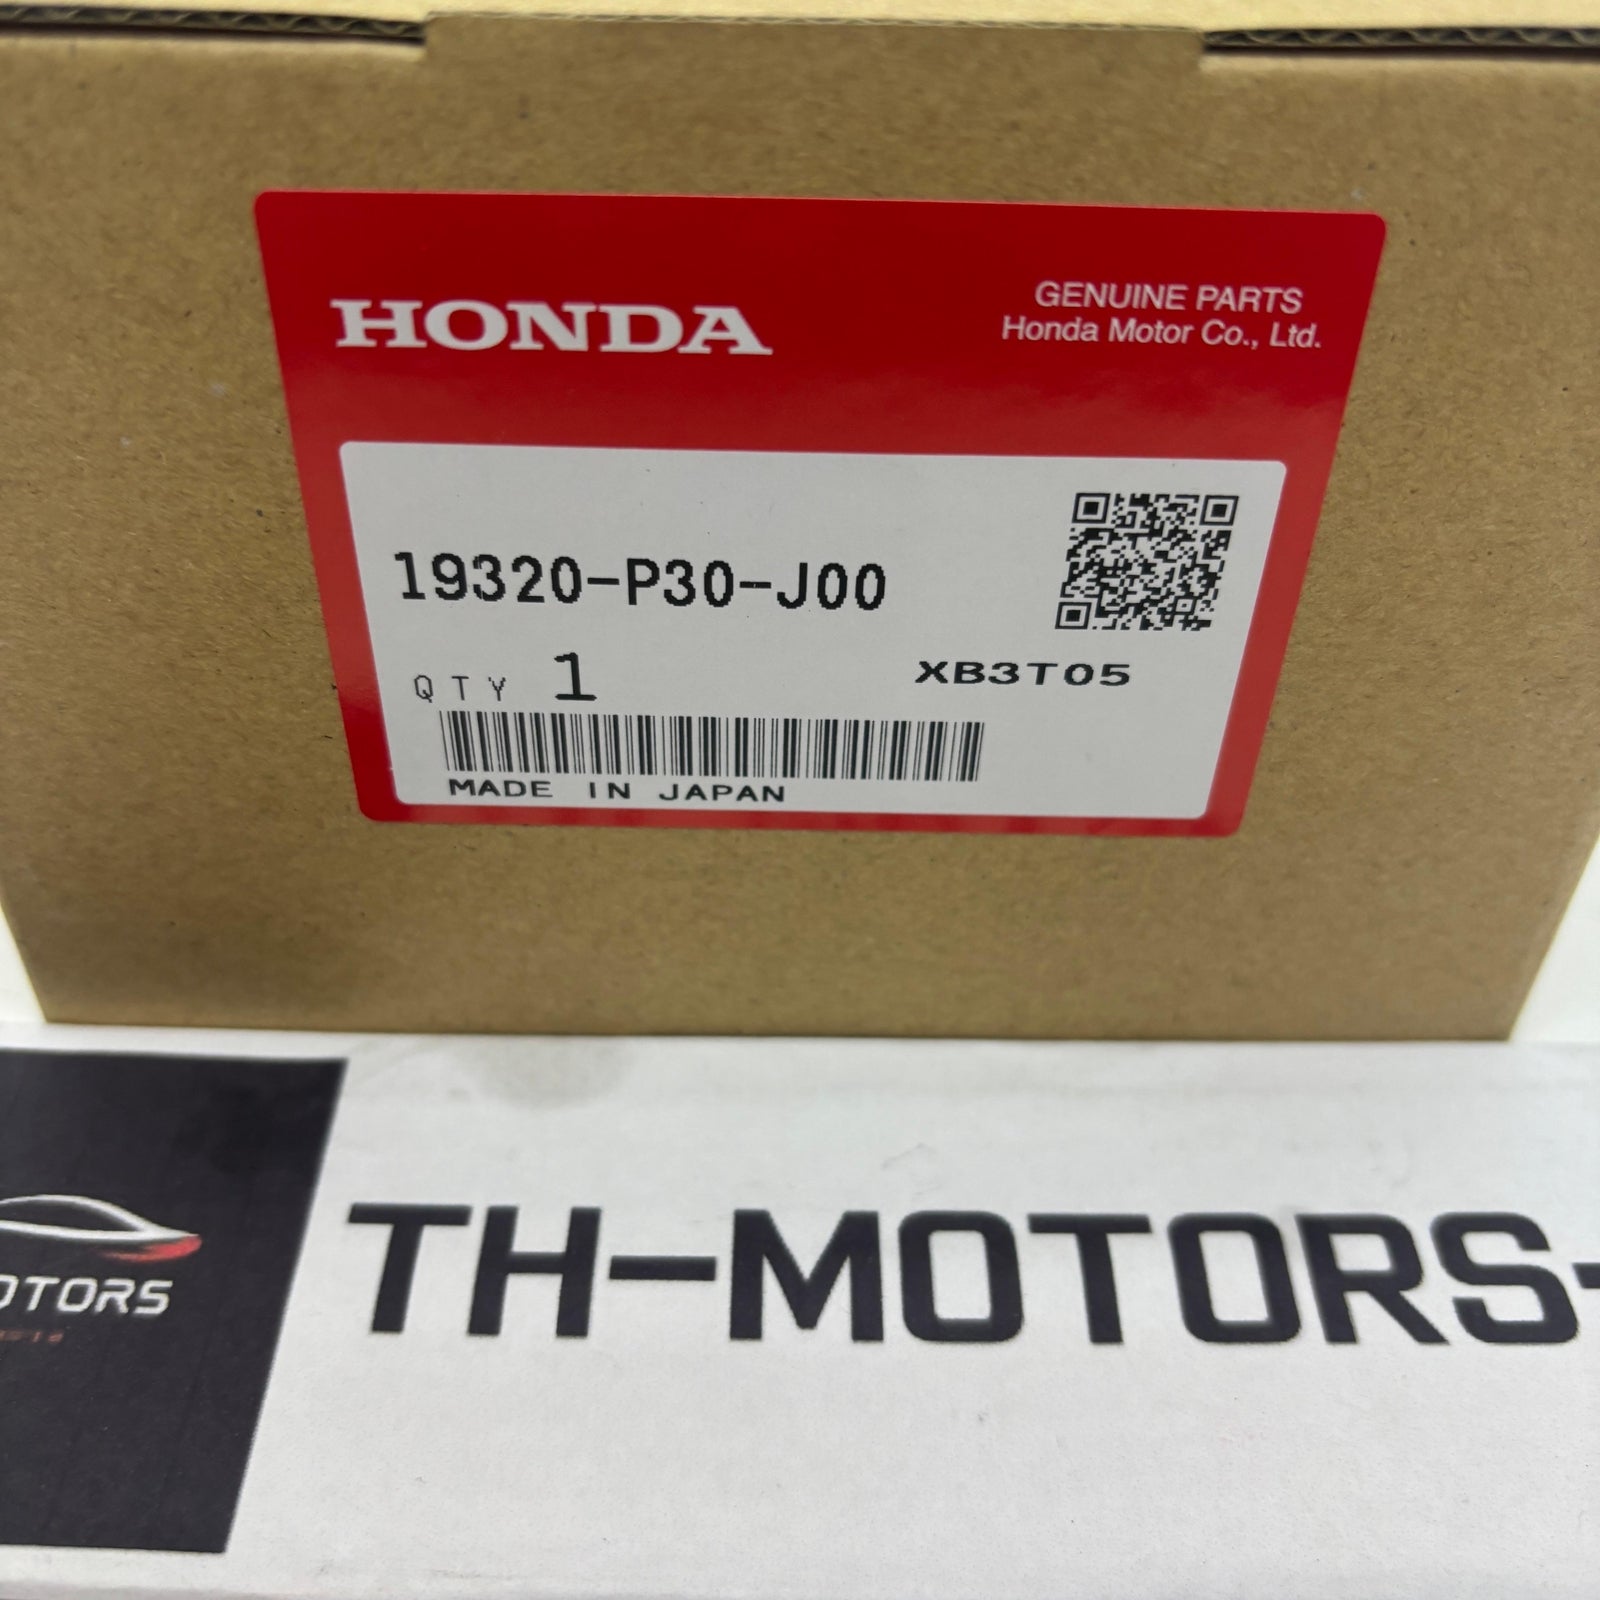 HONDA
GENUINE PARTS
Honda Motor Co., Ltd.
19320-P30-J00
QTY 1
XB3T05
MADE IN JAPAN
TH-MOTORS-
OTORS